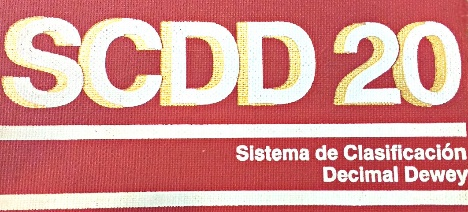 SCDD 20
Sistema de Clasificación
Decimal Dewey